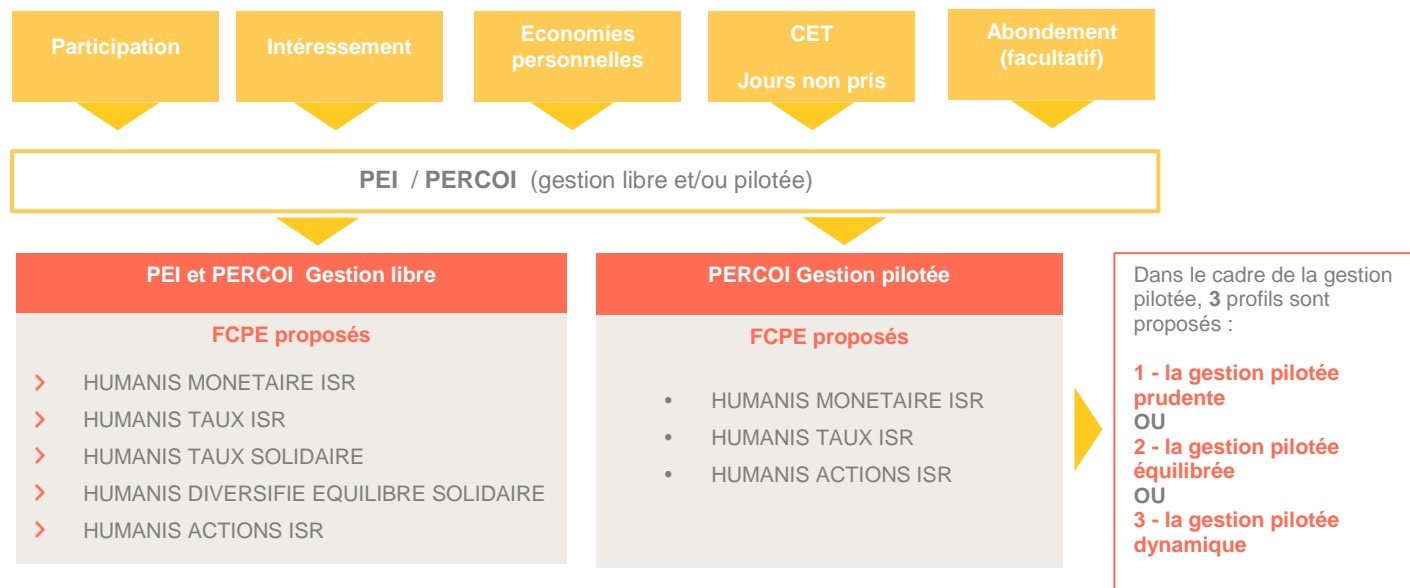 Participation
Intéressement
Economies
personnelles
CET
Jours non pris
Abondement
(facultatif)
PEI / PERCOI (gestion libre et/ou pilotée)
PEI et PERCOI Gestion libre
FCPE proposés
HUMANIS MONETAIRE ISR
HUMANIS TAUX ISR
HUMANIS TAUX SOLIDAIRE
HUMANIS DIVERSIFIE EQUILIBRE SOLIDAIRE
HUMANIS ACTIONS ISR
PERCOI Gestion pilotée
FCPE proposés
• HUMANIS MONETAIRE ISR
• HUMANIS TAUX ISR
• HUMANIS ACTIONS ISR
Dans le cadre de la gestion
pilotée, 3 profils sont
proposés :
1 - la gestion pilotée
prudente
OU
2 - la gestion pilotée
équilibrée
OU
3 - la gestion pilotée
dynamique